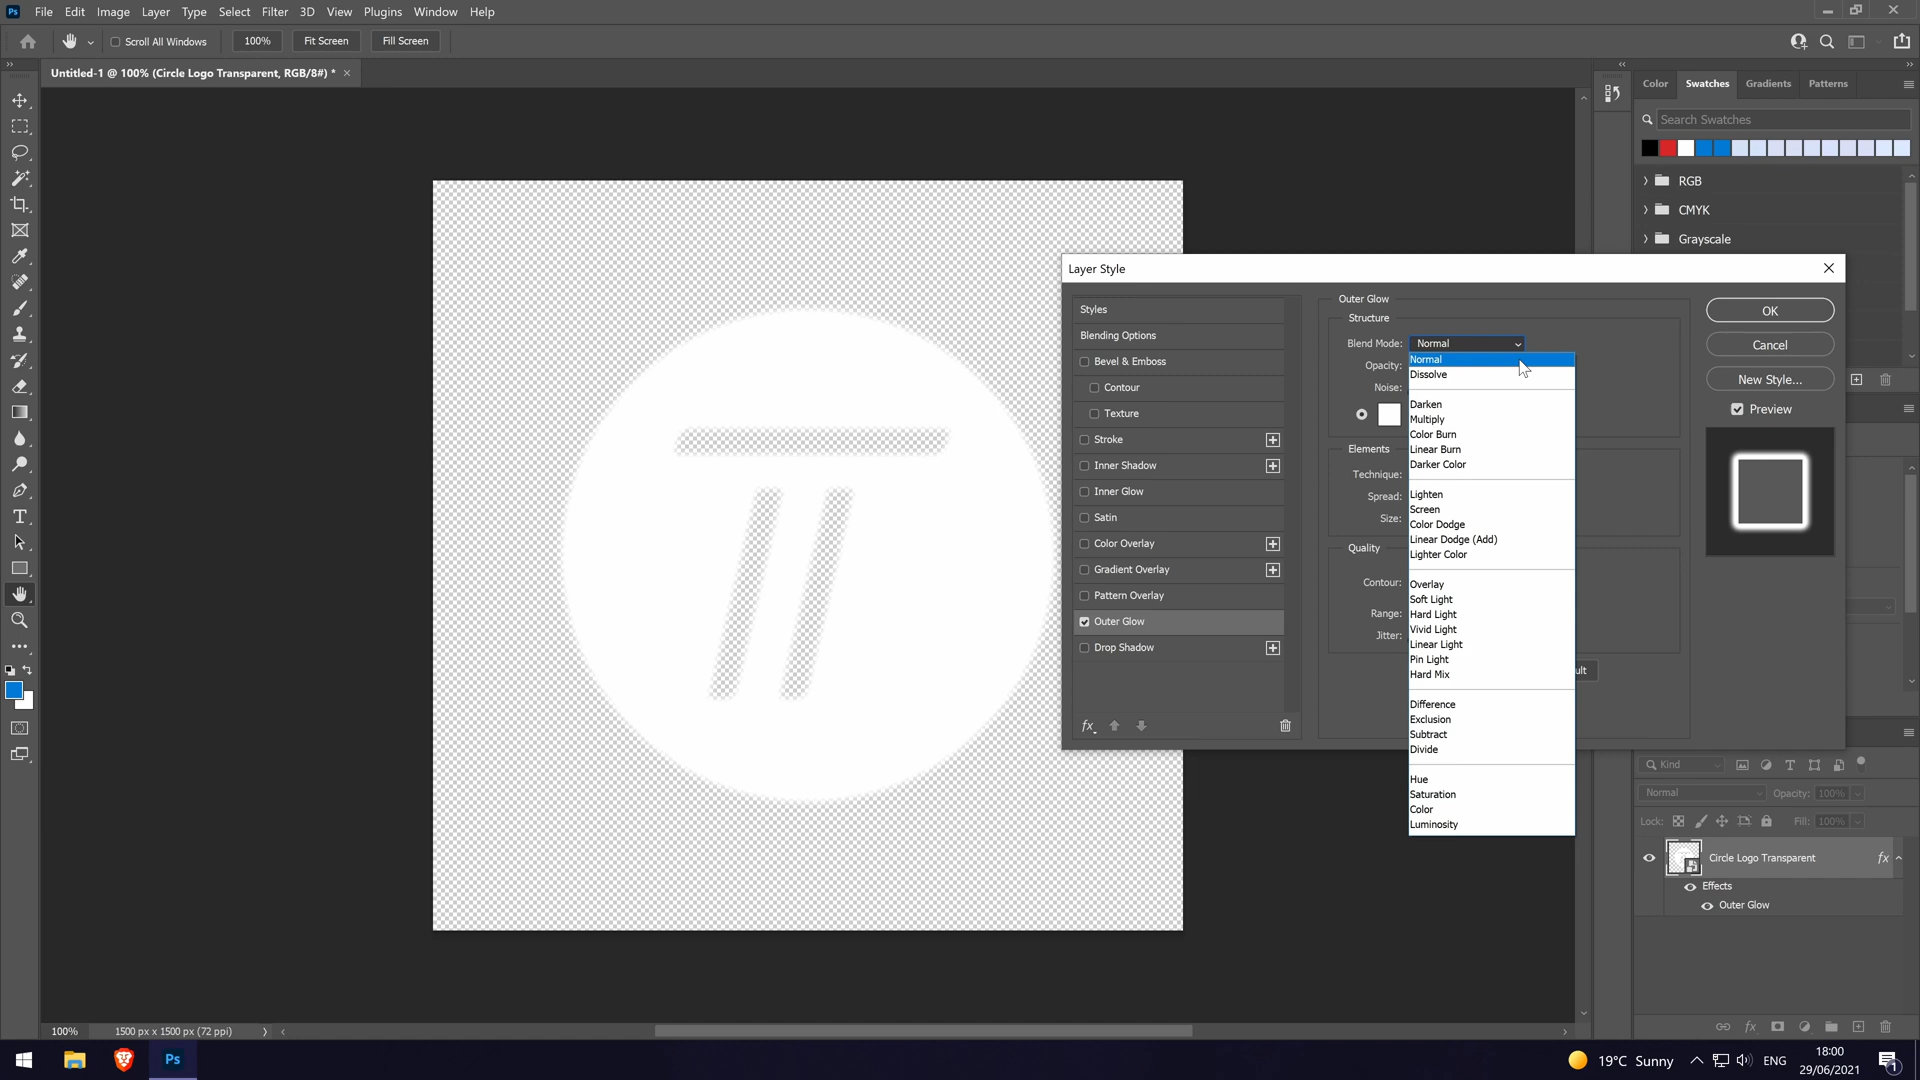 Ps File Edit Image Layer Type Select Filter 3D View Plugins Window Help
Scroll All Windows 100% Fit Screen Fill Screen
Untitled-1 @ 100% (Circle Logo Transparent, RGB/8#) *
Color Swatches Gradients Patterns
Search Swatches
RGB
CMYK
Grayscale
Layer Style
Styles
Blending Options
Bevel & Emboss
Contour
Texture
Stroke
Inner Shadow
Inner Glow
Satin
Color Overlay
Gradient Overlay
Pattern Overlay
Outer Glow
Drop Shadow
fx
Outer Glow
Structure
Blend Mode: Normal
Opacity:
Noise:
Elements
Technique:
Spread:
Size:
Quality
Contour:
Range:
Jitter:
ult
Normal
Dissolve
Darken
Multiply
Color Burn
Linear Burn
Darker Color
Lighten
Screen
Color Dodge
Linear Dodge (Add)
Lighter Color
Overlay
Soft Light
Hard Light
Vivid Light
Linear Light
Pin Light
Hard Mix
Difference
Exclusion
Subtract
Divide
Hue
Saturation
Color
Luminosity
OK
Cancel
New Style...
Preview
Kind
Normal Opacity: 100%
Lock: Fill: 100%
Circle Logo Transparent fx
Effects
Outer Glow
fx
100% 1500 px x 1500 px (72 ppi)
Ps
19°C Sunny ENG
18:00
29/06/2021
1